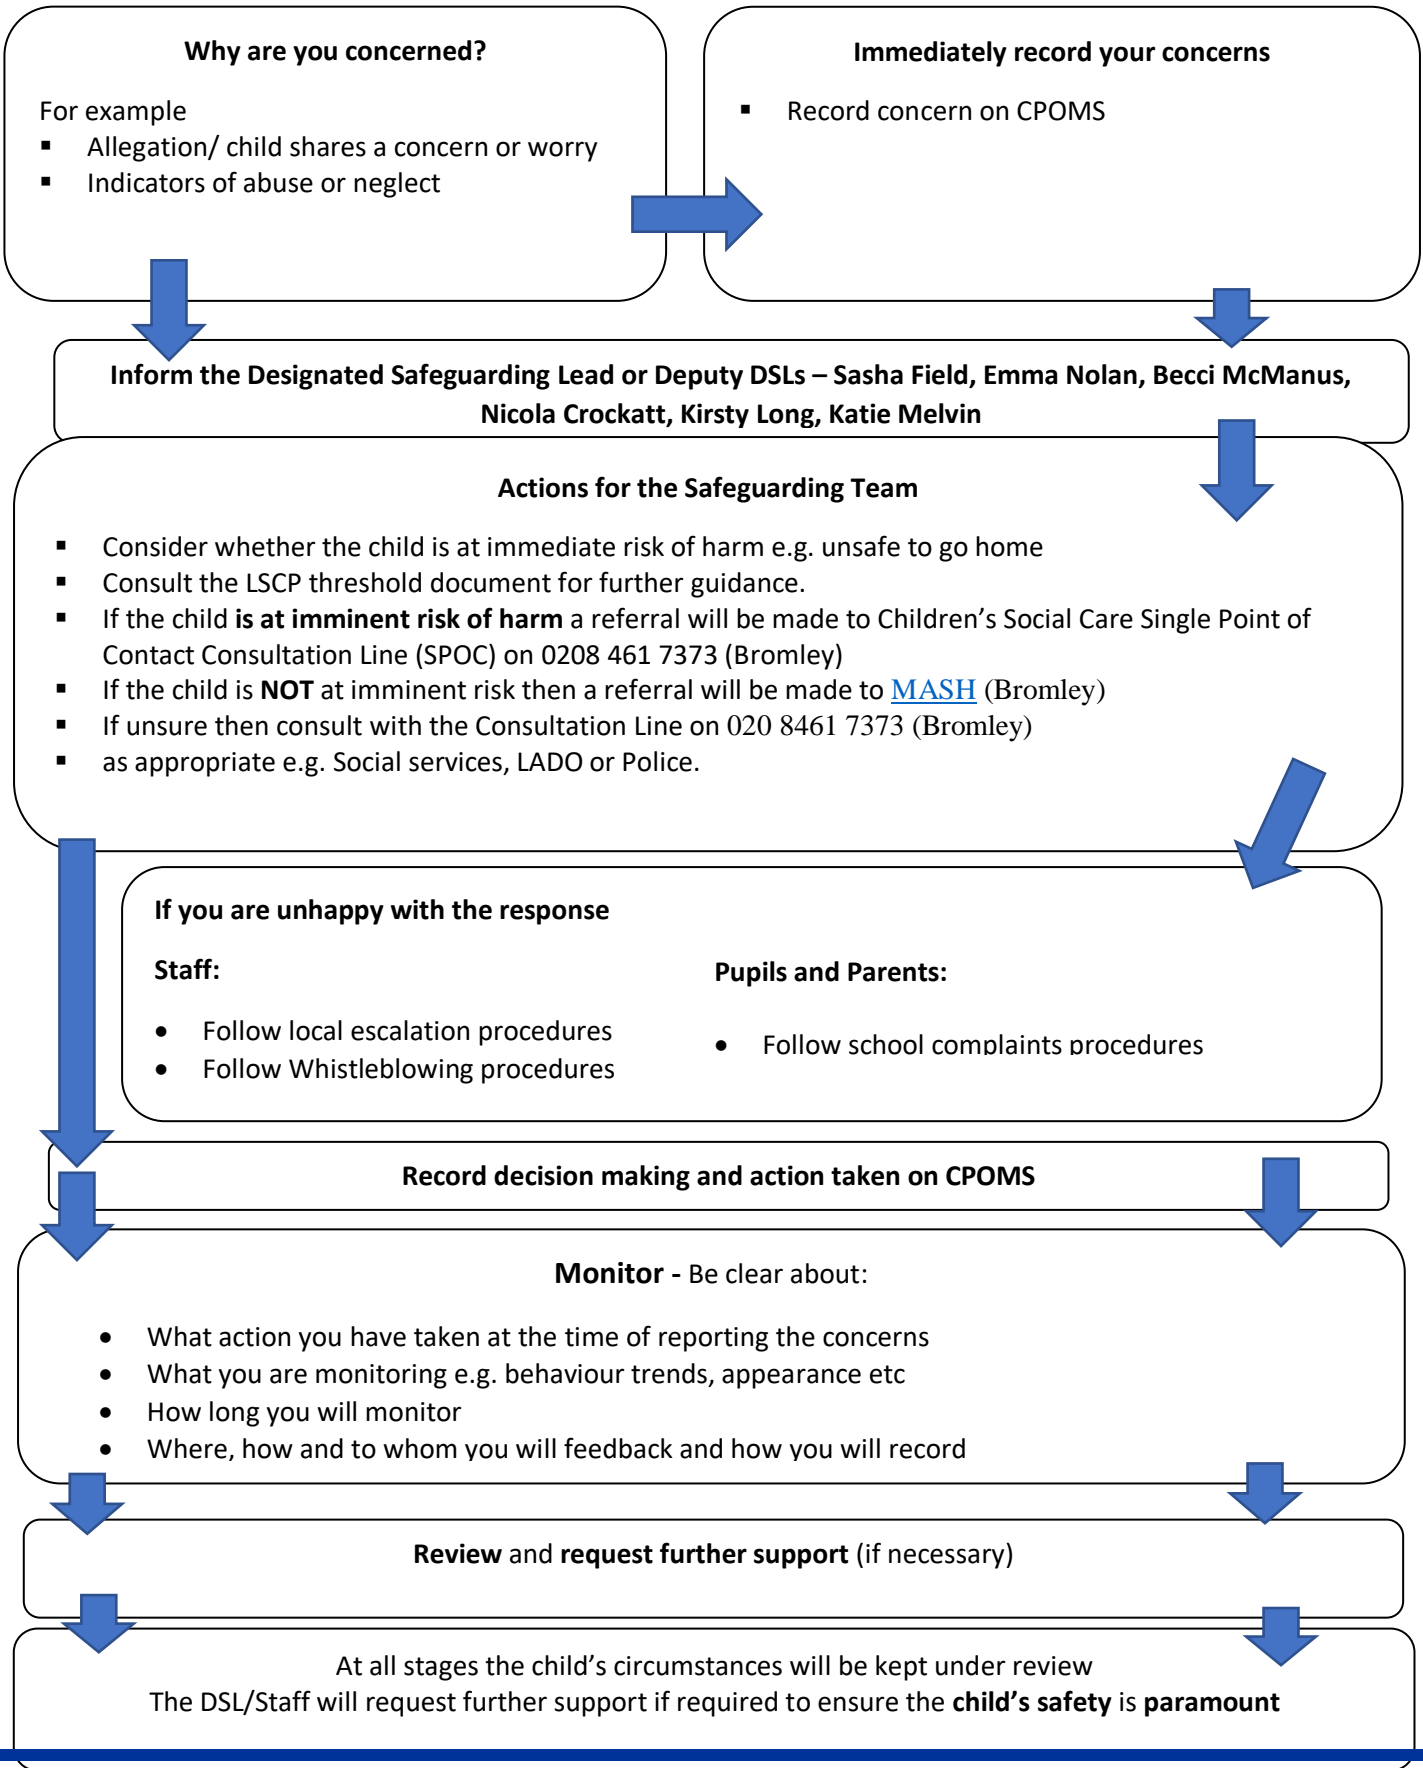 Why are you concerned?
For example
▪ Allegation/ child shares a concern or worry
▪ Indicators of abuse or neglect
Immediately record your concerns
▪ Record concern on CPOMS
Inform the Designated Safeguarding Lead or Deputy DSLs – Sasha Field, Emma Nolan, Becci McManus,
Nicola Crockatt, Kirsty Long, Katie Melvin
Actions for the Safeguarding Team
▪ Consider whether the child is at immediate risk of harm e.g. unsafe to go home
▪ Consult the LSCP threshold document for further guidance.
▪ If the child is at imminent risk of harm a referral will be made to Children’s Social Care Single Point of
Contact Consultation Line (SPOC) on 0208 461 7373 (Bromley)
▪ If the child is NOT at imminent risk then a referral will be made to MASH (Bromley)
▪ If unsure then consult with the Consultation Line on 020 8461 7373 (Bromley)
▪ as appropriate e.g. Social services, LADO or Police.
If you are unhappy with the response
Staff:
• Follow local escalation procedures
• Follow Whistleblowing procedures
Pupils and Parents:
• Follow school complaints procedures
Record decision making and action taken on CPOMS
Monitor - Be clear about:
• What action you have taken at the time of reporting the concerns
• What you are monitoring e.g. behaviour trends, appearance etc
• How long you will monitor
• Where, how and to whom you will feedback and how you will record
Review and request further support (if necessary)
At all stages the child’s circumstances will be kept under review
The DSL/Staff will request further support if required to ensure the child’s safety is paramount